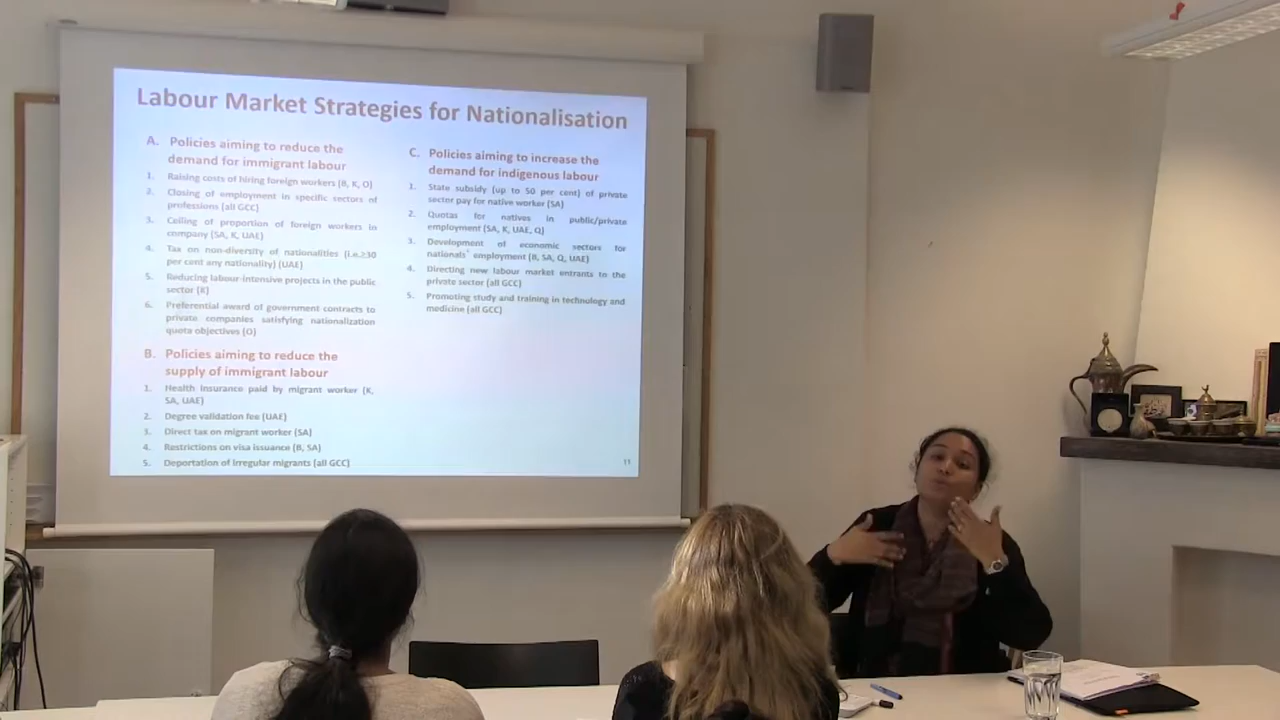 Labour Market Strategies for Nationalisation
A. Policies aiming to reduce the
demand for immigrant labour
1. Raising costs of hiring foreign workers (B, K, O)
2. Closing of employment in specific sectors of
professions (all GCC)
3. Ceiling of proportion of foreign workers in
company (SA, K, UAE)
4. Tax on non-diversity of nationalities (i.e.≥30
per cent any nationality) (UAE)
5. Reducing labour-intensive projects in the public
sector (K)
6. Preferential award of government contracts to
private companies satisfying nationalization
quota objectives (O)
B. Policies aiming to reduce the
supply of immigrant labour
1. Health insurance paid by migrant worker (K,
SA, UAE)
2. Degree validation fee (UAE)
3. Direct tax on migrant worker (SA)
4. Restrictions on visa issuance (B, SA)
5. Deportation of irregular migrants (all GCC)
C. Policies aiming to increase the
demand for indigenous labour
1. State subsidy (up to 50 per cent) of private
sector pay for native worker (SA)
2. Quotas for natives in public/private
employment (SA, K, UAE, Q)
3. Development of economic sectors for
nationals' employment (B, SA, Q, UAE)
4. Directing new labour market entrants to the
private sector (all GCC)
5. Promoting study and training in technology and
medicine (all GCC)
11